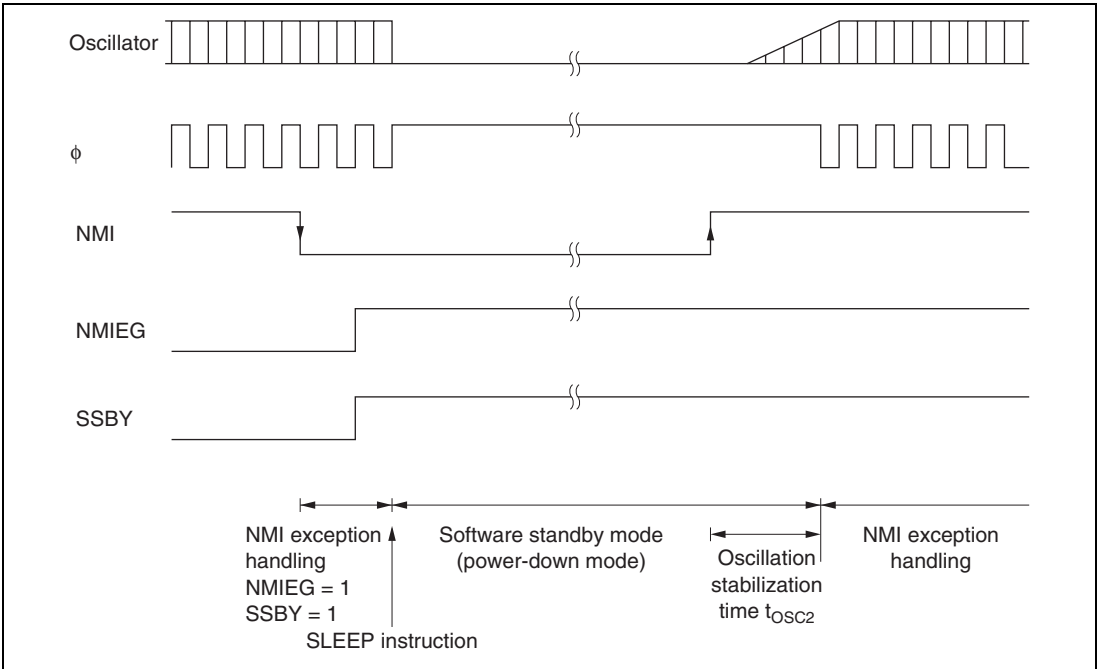 Oscillator
ϕ
NMI
NMIEG
SSBY
NMI exception
handling
NMIEG = 1
SSBY = 1
SLEEP instruction
Software standby mode
(power-down mode)
Oscillation
stabilization
time tOSC2
NMI exception
handling